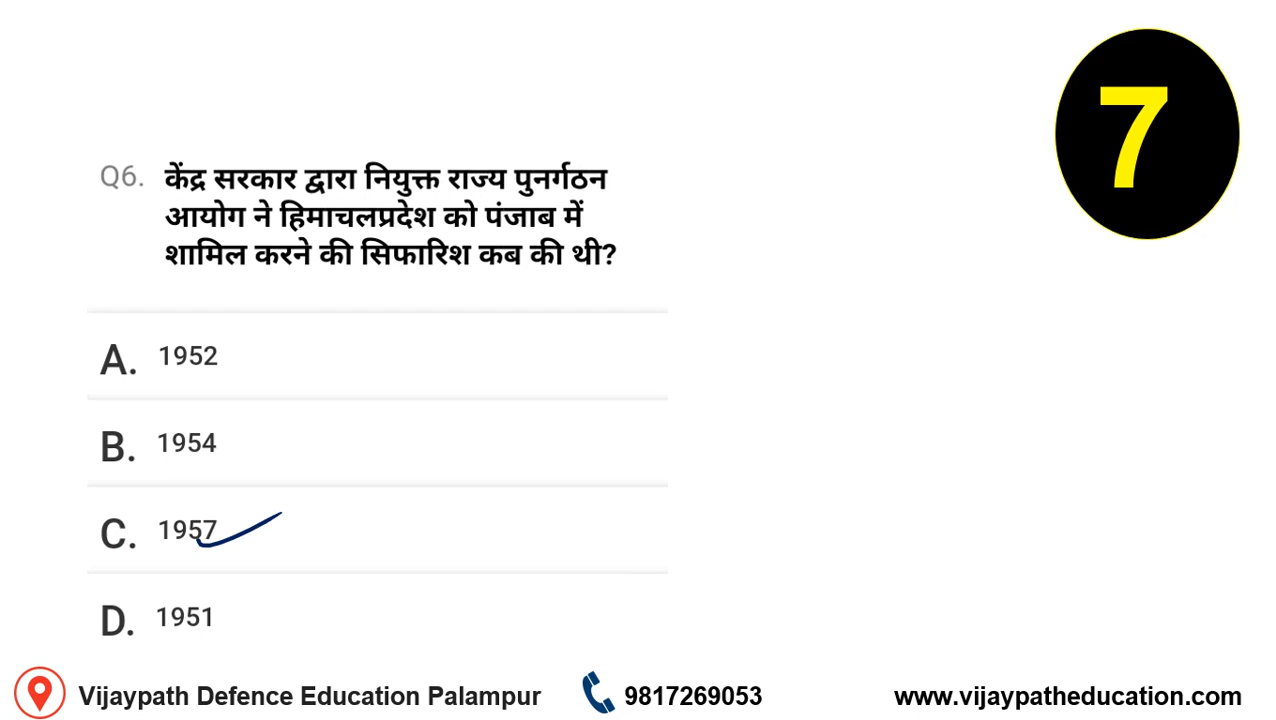 7
Q6. केंद्र सरकार द्वारा नियुक्त राज्य पुनर्गठन
आयोग ने हिमाचलप्रदेश को पंजाब में
शामिल करने की सिफारिश कब की थी?
A. 1952
B. 1954
C. 1957
D. 1951
Vijaypath Defence Education Palampur 9817269053 www.vijaypatheducation.com